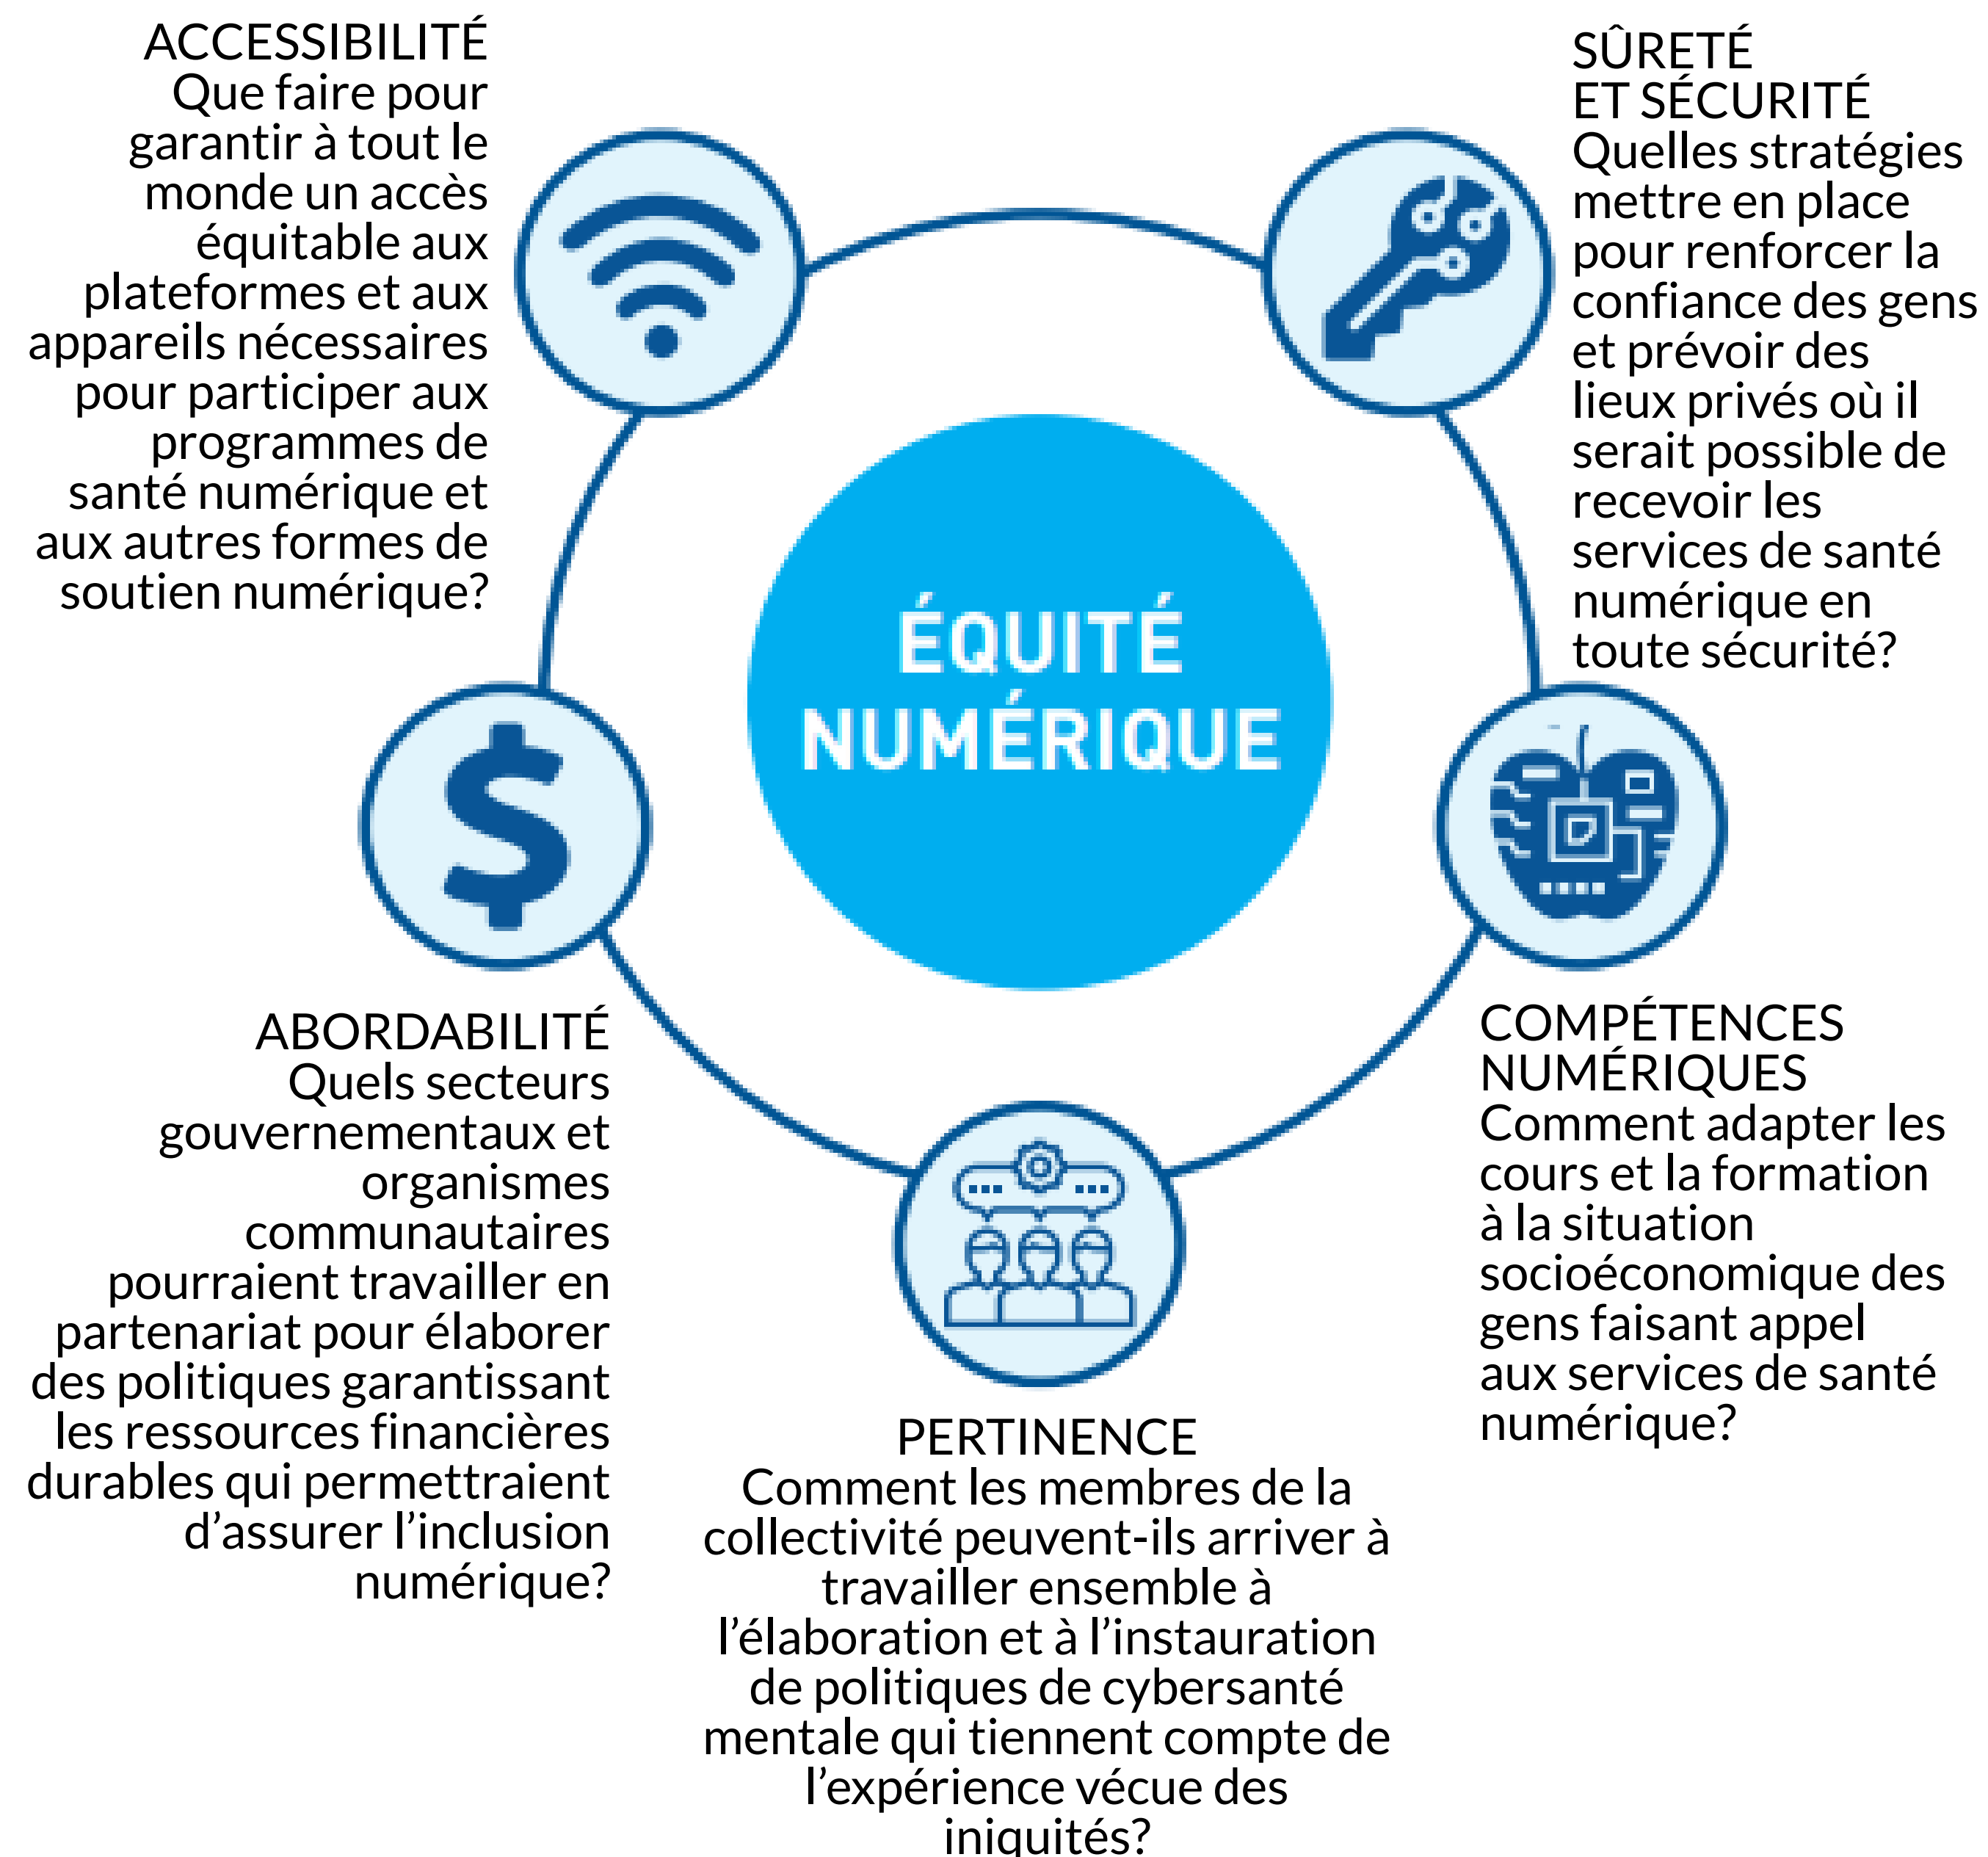 ACCESSIBILITÉ
Que faire pour
garantir à tout le
monde un accès
équitable aux
plateformes et aux
appareils nécessaires
pour participer aux
programmes de
santé numérique et
aux autres formes de
soutien numérique?
SÛRETÉ
ET SÉCURITÉ
Quelles stratégies
mettre en place
pour renforcer la
confiance des gens
et prévoir des
lieux privés où il
serait possible de
recevoir les
services de santé
numérique en
toute sécurité?
ÉQUITÉ
NUMÉRIQUE
$
ABORDABILITÉ
Quels secteurs
gouvernementaux et
organismes
communautaires
pourraient travailler en
partenariat pour élaborer
des politiques garantissant
les ressources financières
durables qui permettraient
d’assurer l’inclusion
numérique?
COMPÉTENCES
NUMÉRIQUES
Comment adapter les
cours et la formation
à la situation
socioéconomique des
gens faisant appel
aux services de santé
numérique?
PERTINENCE
Comment les membres de la
collectivité peuvent-ils arriver à
travailler ensemble à
l’élaboration et à l’instauration
de politiques de cybersanté
mentale qui tiennent compte de
l’expérience vécue des
iniquités?